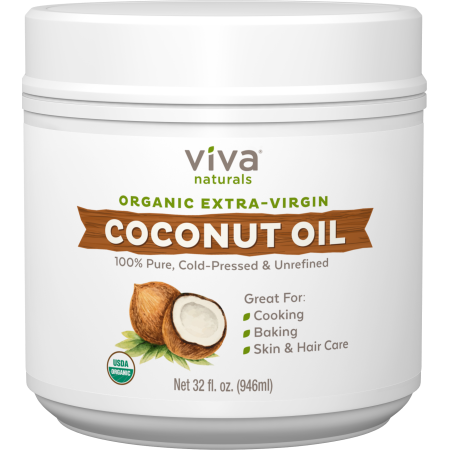 viva®
naturals
ORGANIC EXTRA-VIRGIN
COCONUT OIL
100% Pure, Cold-Pressed & Unrefined
Great For:
Cooking
Baking
Skin & Hair Care
USDA
ORGANIC
Net 32 fl. oz. (946ml)